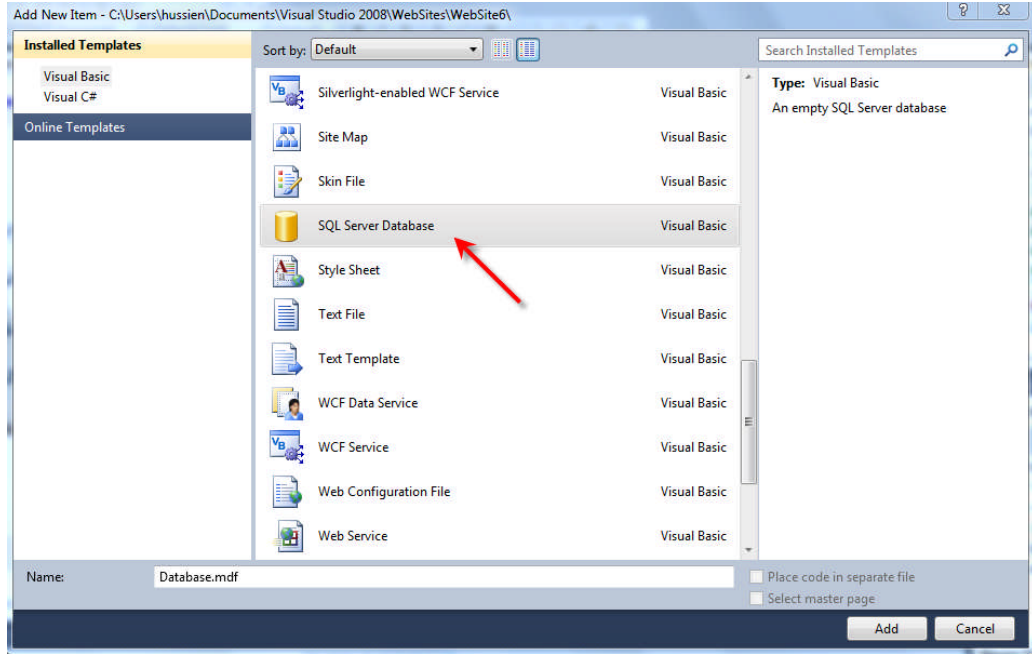 Add New Item - C:\Users\hussien\Documents\Visual Studio 2008\WebSites\WebSite6\
Installed Templates
Visual Basic
Visual C#
Online Templates
Sort by: Default
Search Installed Templates
Silverlight-enabled WCF Service Visual Basic
Site Map Visual Basic
Skin File Visual Basic
SQL Server Database Visual Basic
Style Sheet Visual Basic
Text File Visual Basic
Text Template Visual Basic
WCF Data Service Visual Basic
WCF Service Visual Basic
Web Configuration File Visual Basic
Web Service Visual Basic
Type: Visual Basic
An empty SQL Server database
Name: Database.mdf
Place code in separate file
Select master page
Add Cancel